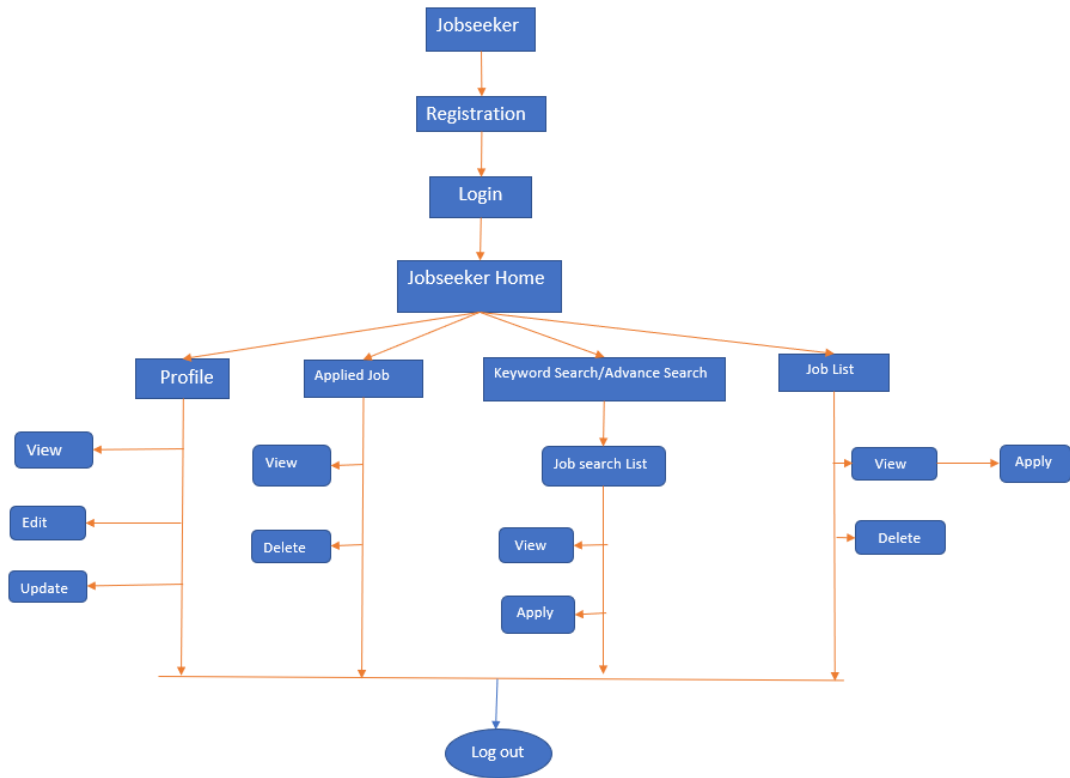 Jobseeker
Registration
Login
Jobseeker Home
Profile
Applied Job
Keyword Search/Advance Search
Job List
View
View
Job search List
View
Apply
Edit
Delete
View
Delete
Update
Apply
Log out